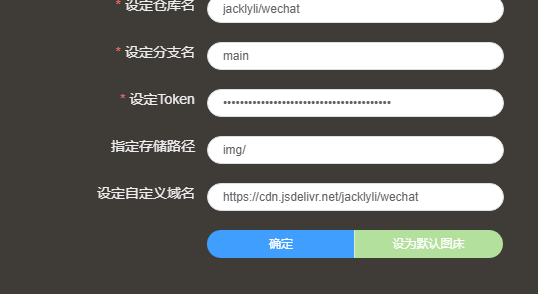 * 设定仓库名 jacklyli/wechat
* 设定分支名 main
* 设定Token ••••••••••••••••••••••••••••••••••••••••
指定存储路径 img/
设定自定义域名 https://cdn.jsdelivr.net/jacklyli/wechat
确定 设为默认图床